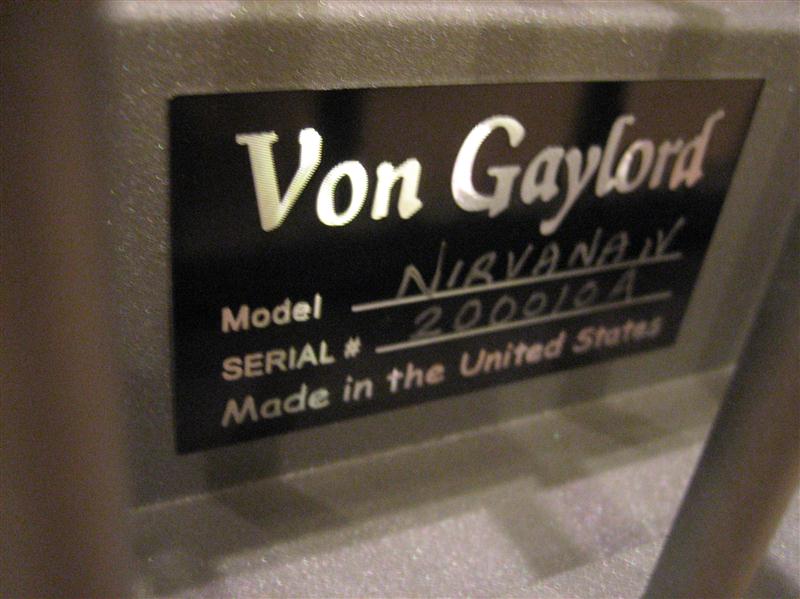 Von Gaylord
Model NIRVANA IV
SERIAL # 200010A
Made in the United States